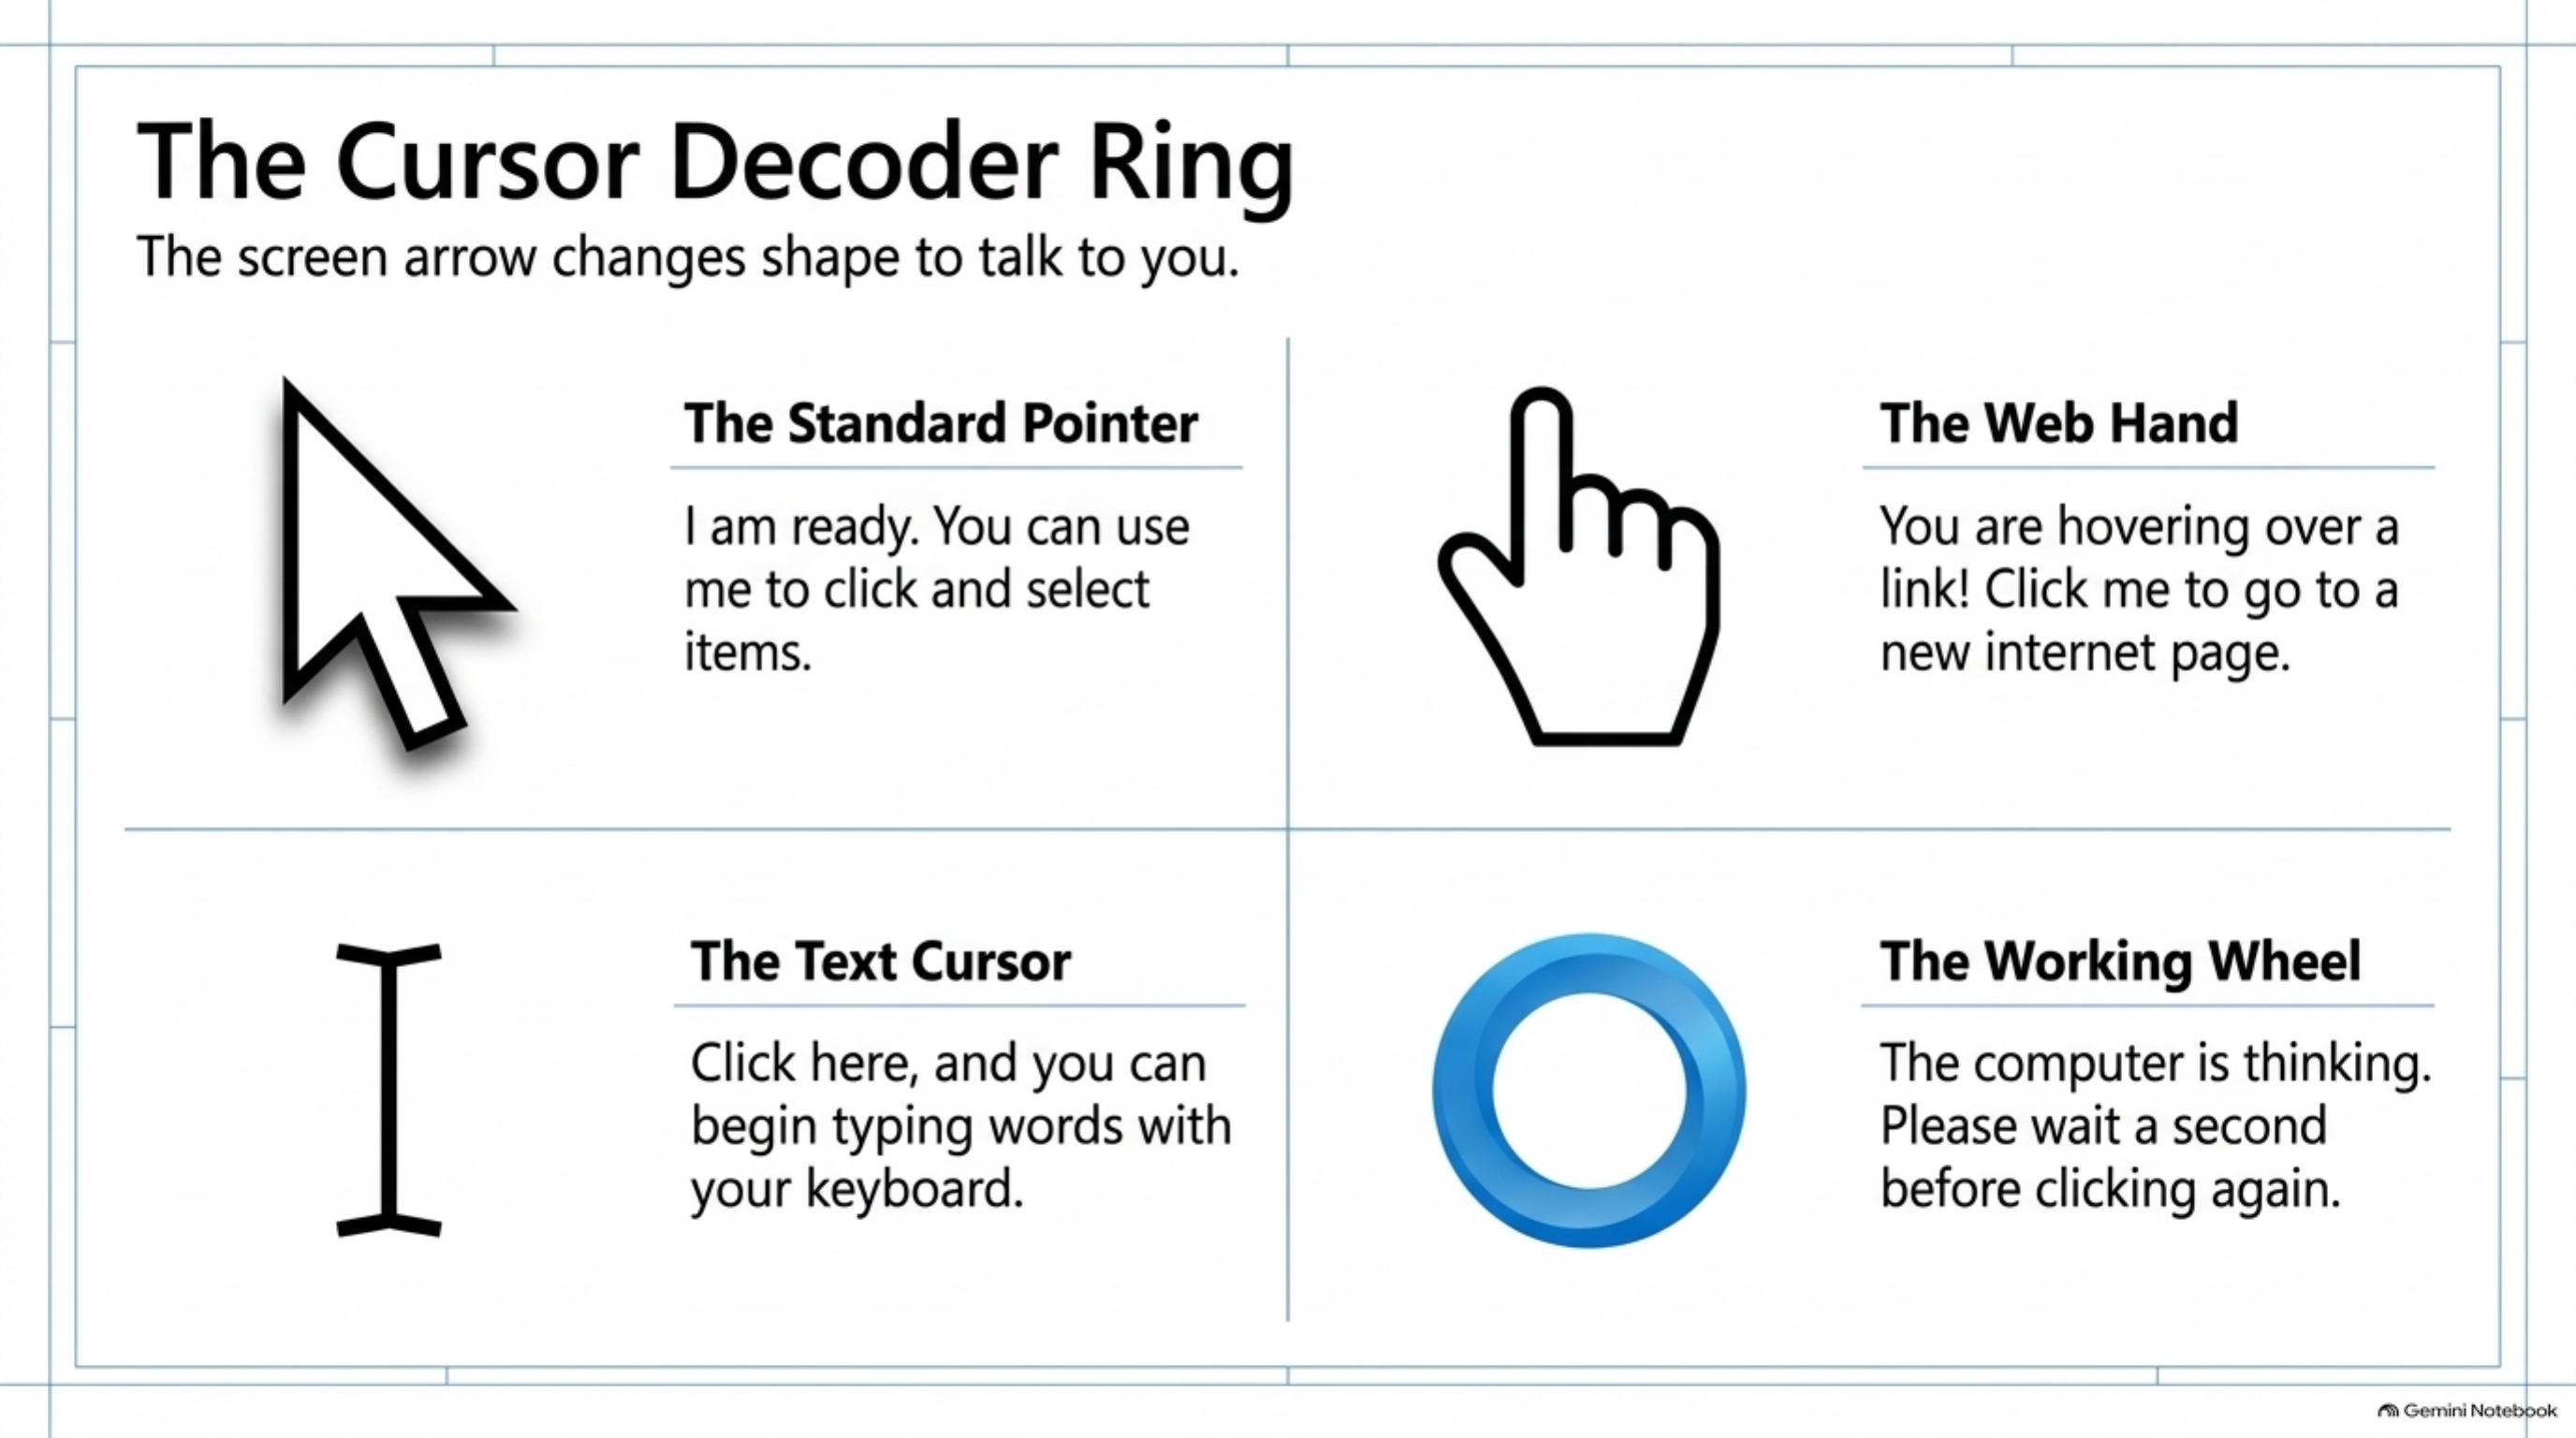 The Cursor Decoder Ring
The screen arrow changes shape to talk to you.
The Standard Pointer
I am ready. You can use
me to click and select
items.
The Web Hand
You are hovering over a
link! Click me to go to a
new internet page.
The Text Cursor
Click here, and you can
begin typing words with
your keyboard.
The Working Wheel
The computer is thinking.
Please wait a second
before clicking again.
Gemini Notebook